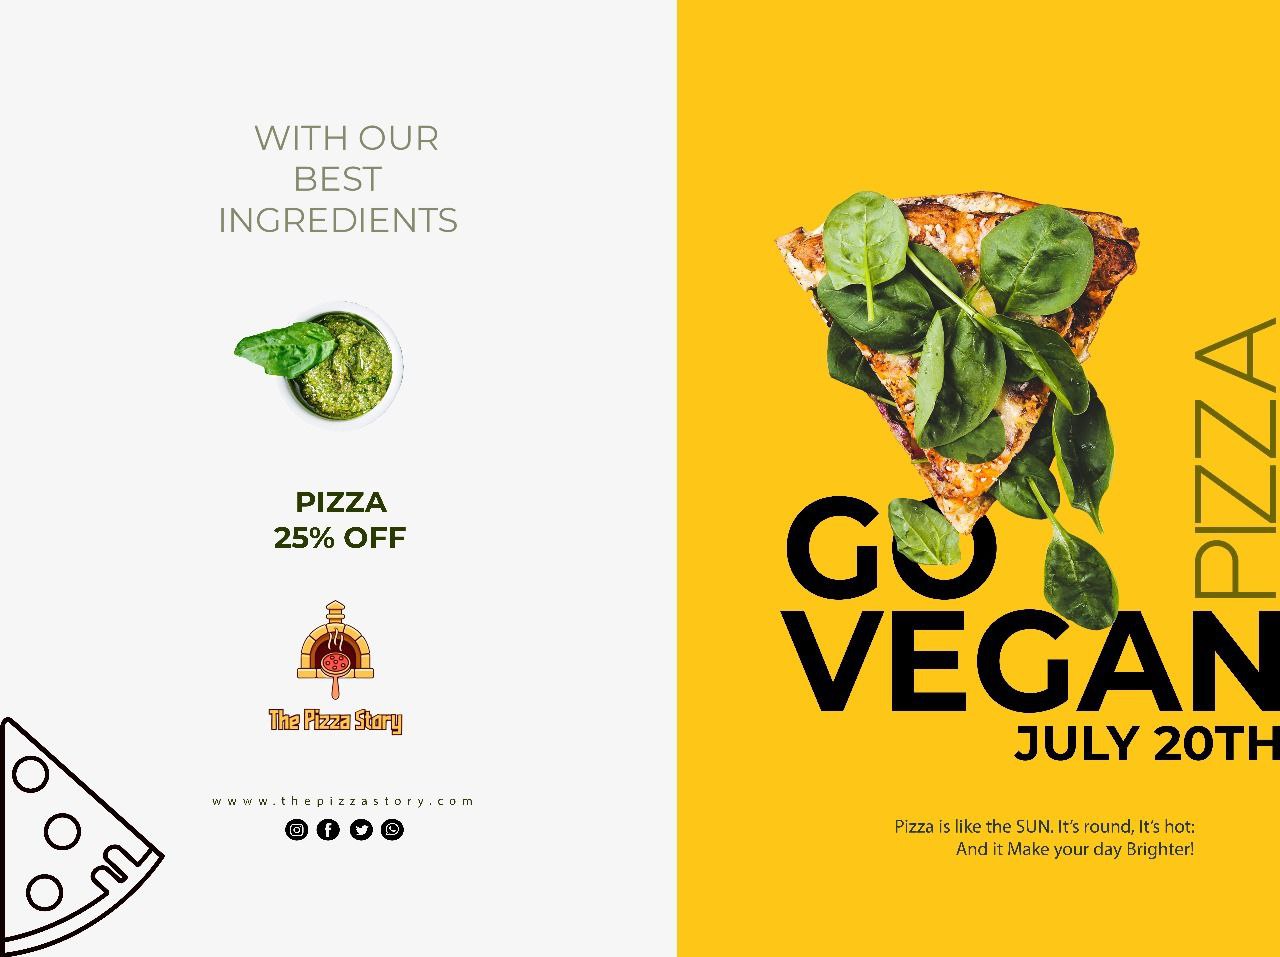 WITH OUR
BEST
INGREDIENTS
PIZZA
25% OFF
The Pizza Story
www.thepizzastory.com
PIZZA
GO
VEGAN
JULY 20TH
Pizza is like the SUN. It's round, It's hot:
And it Make your day Brighter!